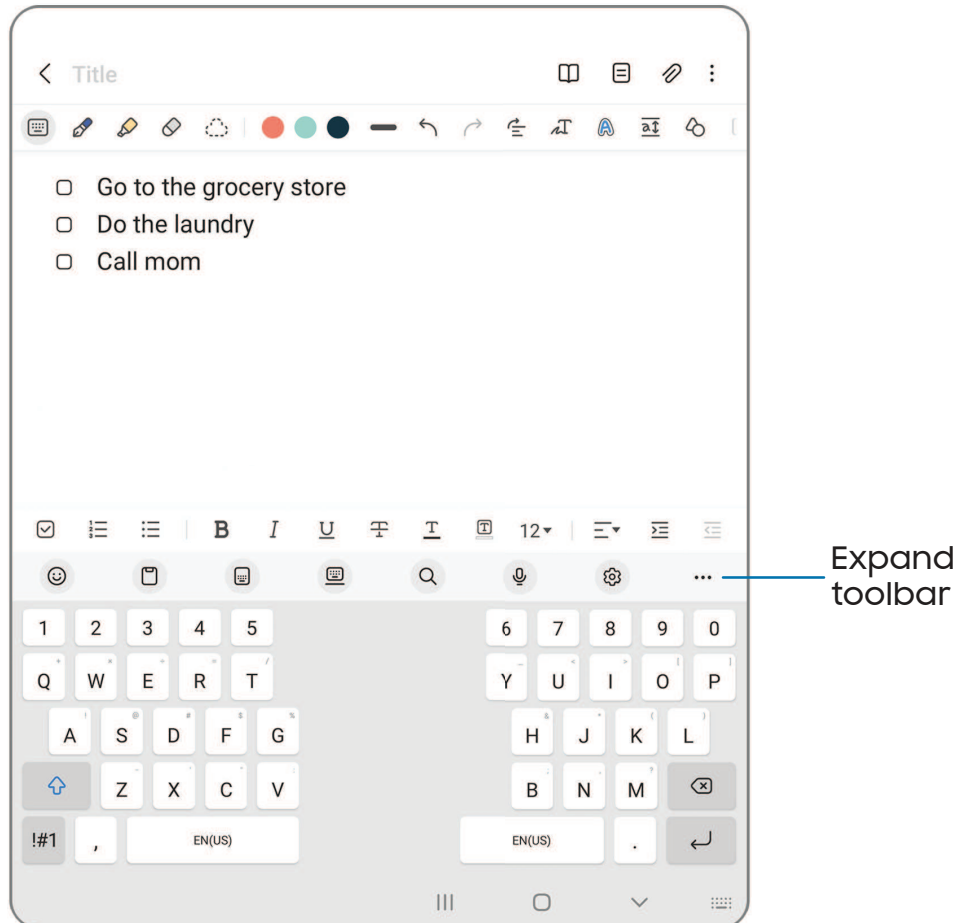 Title
Go to the grocery store
Do the laundry
Call mom
B I U T T T 12
Expand
toolbar
1 2 3 4 5 6 7 8 9 0
Q W E R T Y U I O P
A S D F G H J K L
Z X C V B N M
!#1 , EN(US) EN(US) .